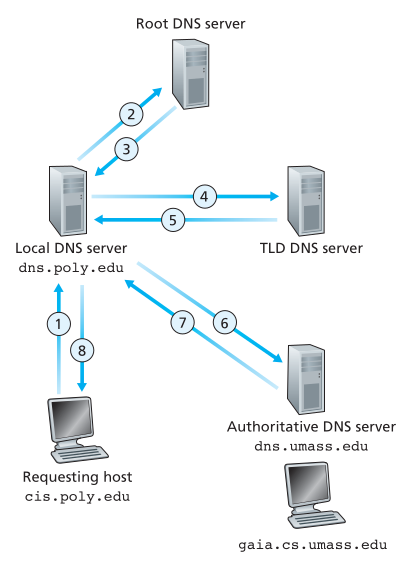 Root DNS server
2
3
4
5
Local DNS server
dns.poly.edu
TLD DNS server
1
8
7
6
Authoritative DNS server
dns.umass.edu
Requesting host
cis.poly.edu
gaia.cs.umass.edu